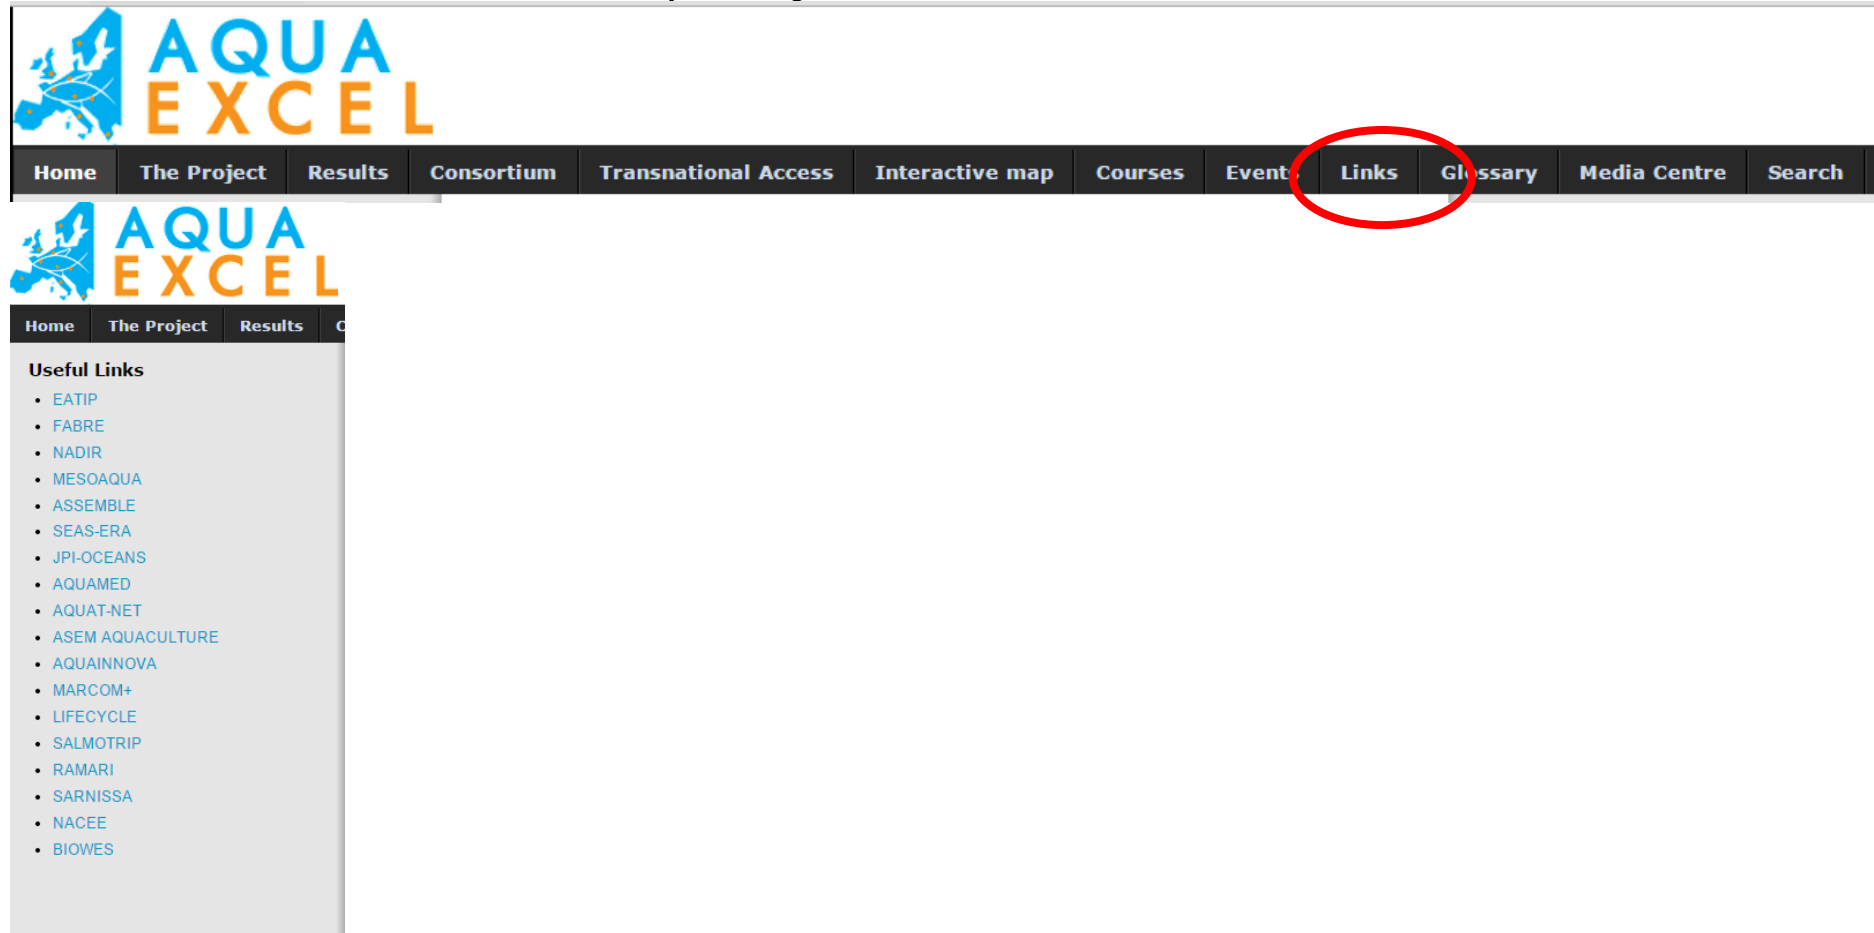 AQUA
EXCEL
Home The Project Results Consortium Transnational Access Interactive map Courses Events Links Glossary Media Centre Search
AQUA
EXCEL
Home The Project Results
Useful Links
• EATIP
• FABRE
• NADIR
• MESOAQUA
• ASSEMBLE
• SEAS-ERA
• JPI-OCEANS
• AQUAMED
• AQUAT-NET
• ASEM AQUACULTURE
• AQUAINNOVA
• MARCOM+
• LIFECYCLE
• SALMOTRIP
• RAMARI
• SARNISSA
• NACEE
• BIOWES